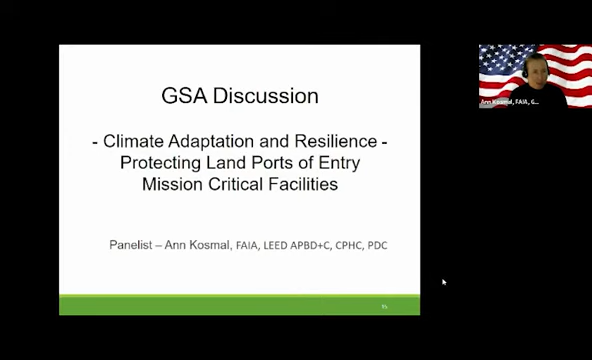 GSA Discussion
- Climate Adaptation and Resilience -
Protecting Land Ports of Entry
Mission Critical Facilities
Panelist – Ann Kosmal, FAIA, LEED APBD+C, CPHC, PDC
Ann Kosmal, FAIA, G...